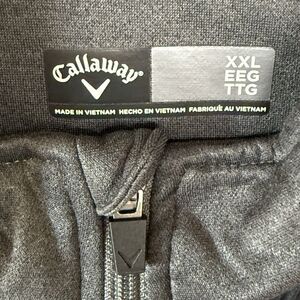 Callaway
XXL
EEG
TTG
MADE IN VIETNAM HECHO EN VIETNAM FABRIQUÉ AU VIETNAM